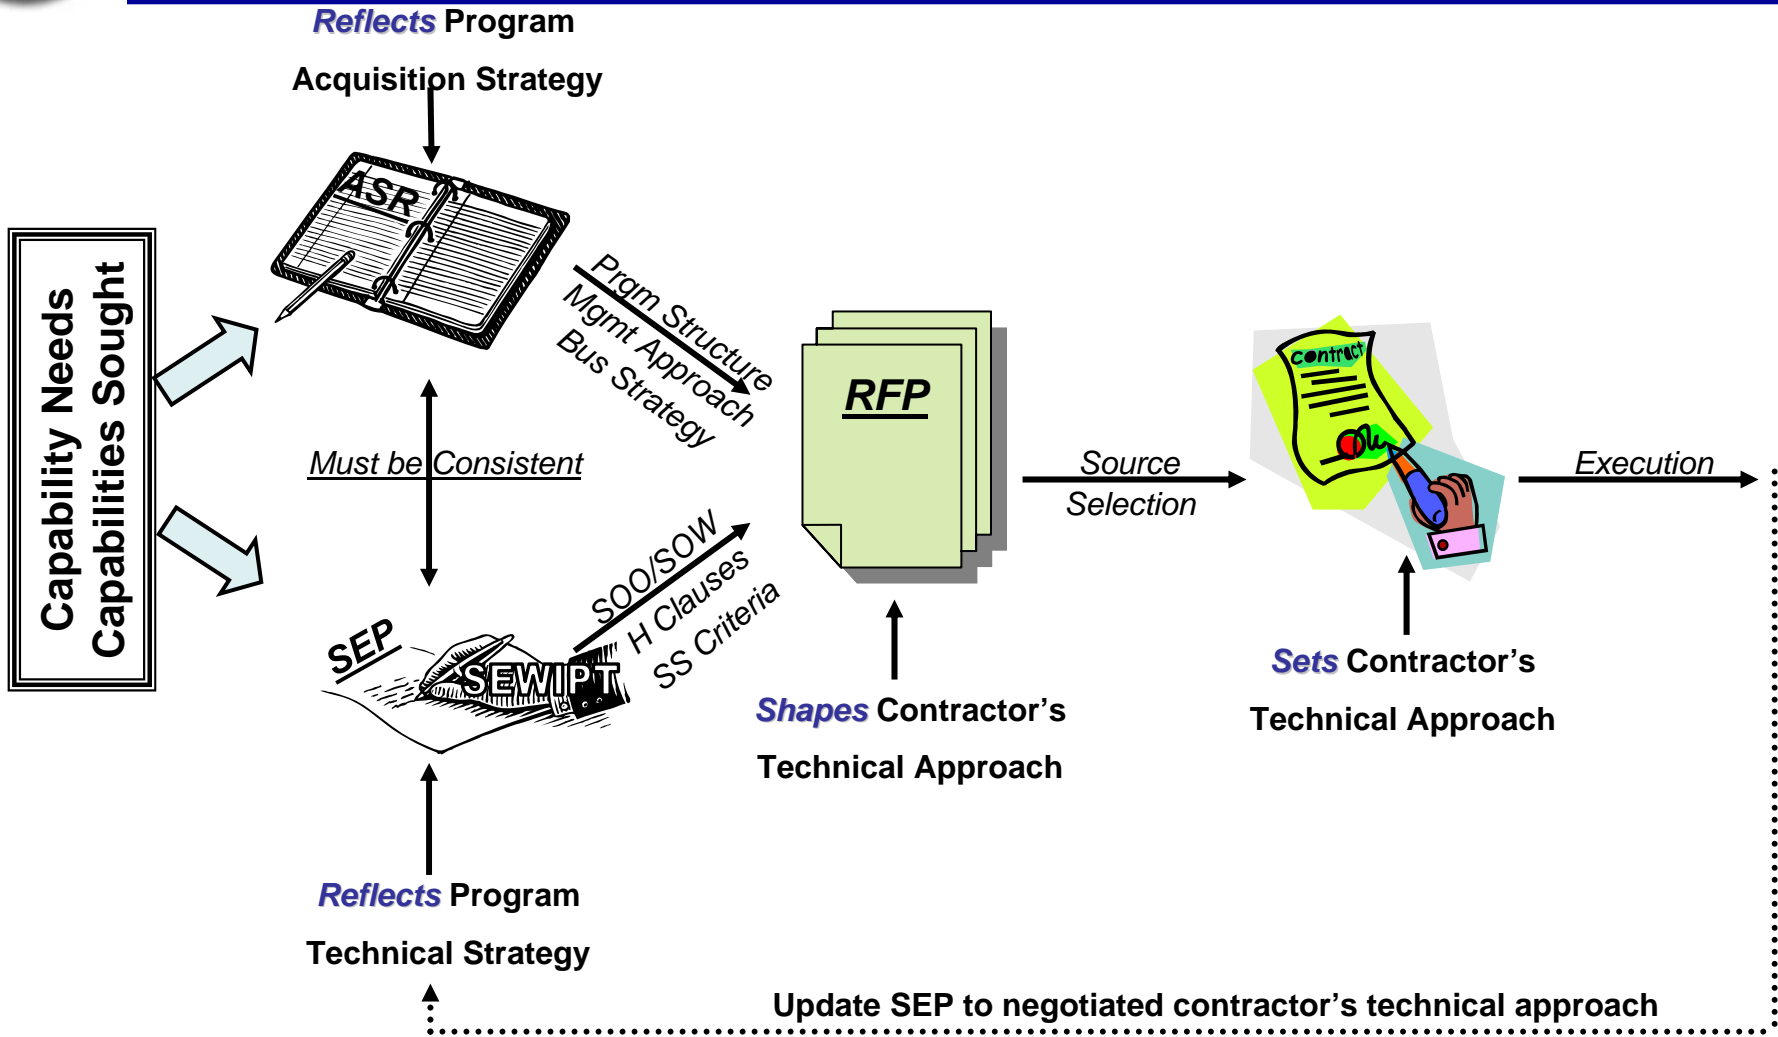 Reflects Program
Acquisition Strategy
ASR
Capability Needs
Capabilities Sought
Prgm Structure
Mgmt Approach
Bus Strategy
Must be Consistent
RFP
Source
Selection
contract
Execution
SEP
SEWIPT
SOO/SOW
H Clauses
SS Criteria
Shapes Contractor’s
Technical Approach
Sets Contractor’s
Technical Approach
Reflects Program
Technical Strategy
Update SEP to negotiated contractor’s technical approach